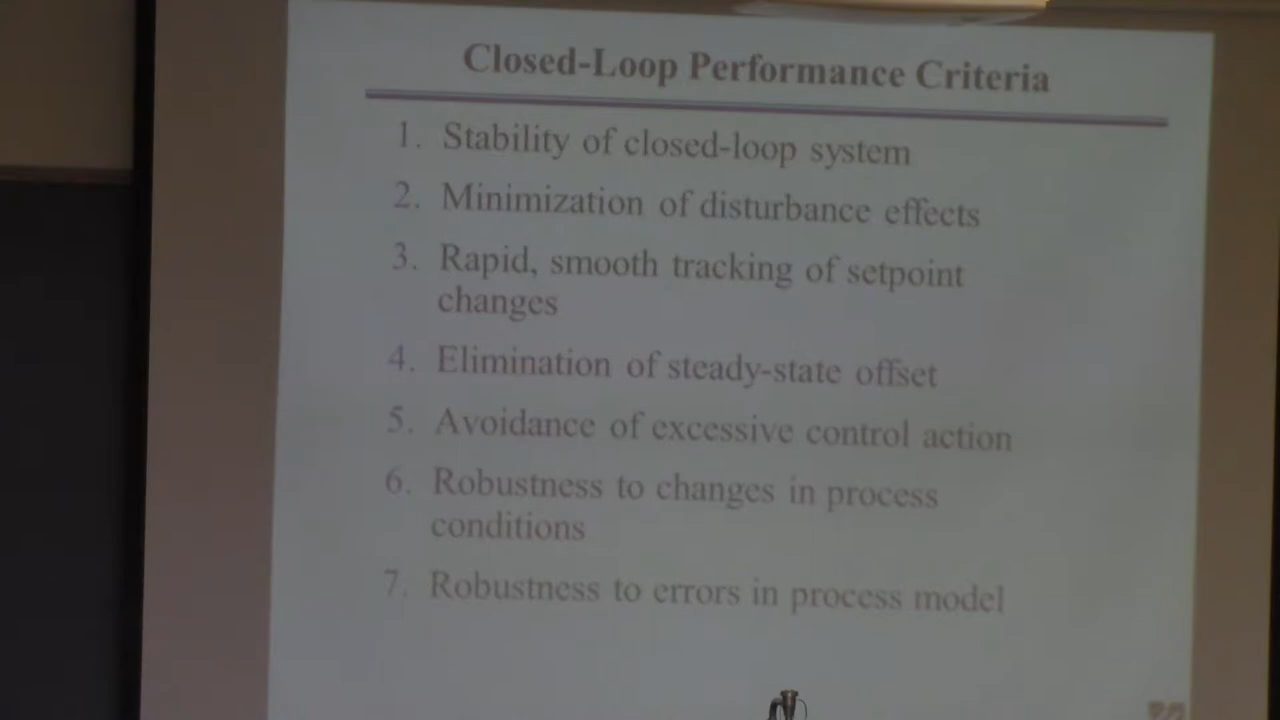 Closed-Loop Performance Criteria
1. Stability of closed-loop system
2. Minimization of disturbance effects
3. Rapid, smooth tracking of setpoint
changes
4. Elimination of steady-state offset
5. Avoidance of excessive control action
6. Robustness to changes in process
conditions
7. Robustness to errors in process model